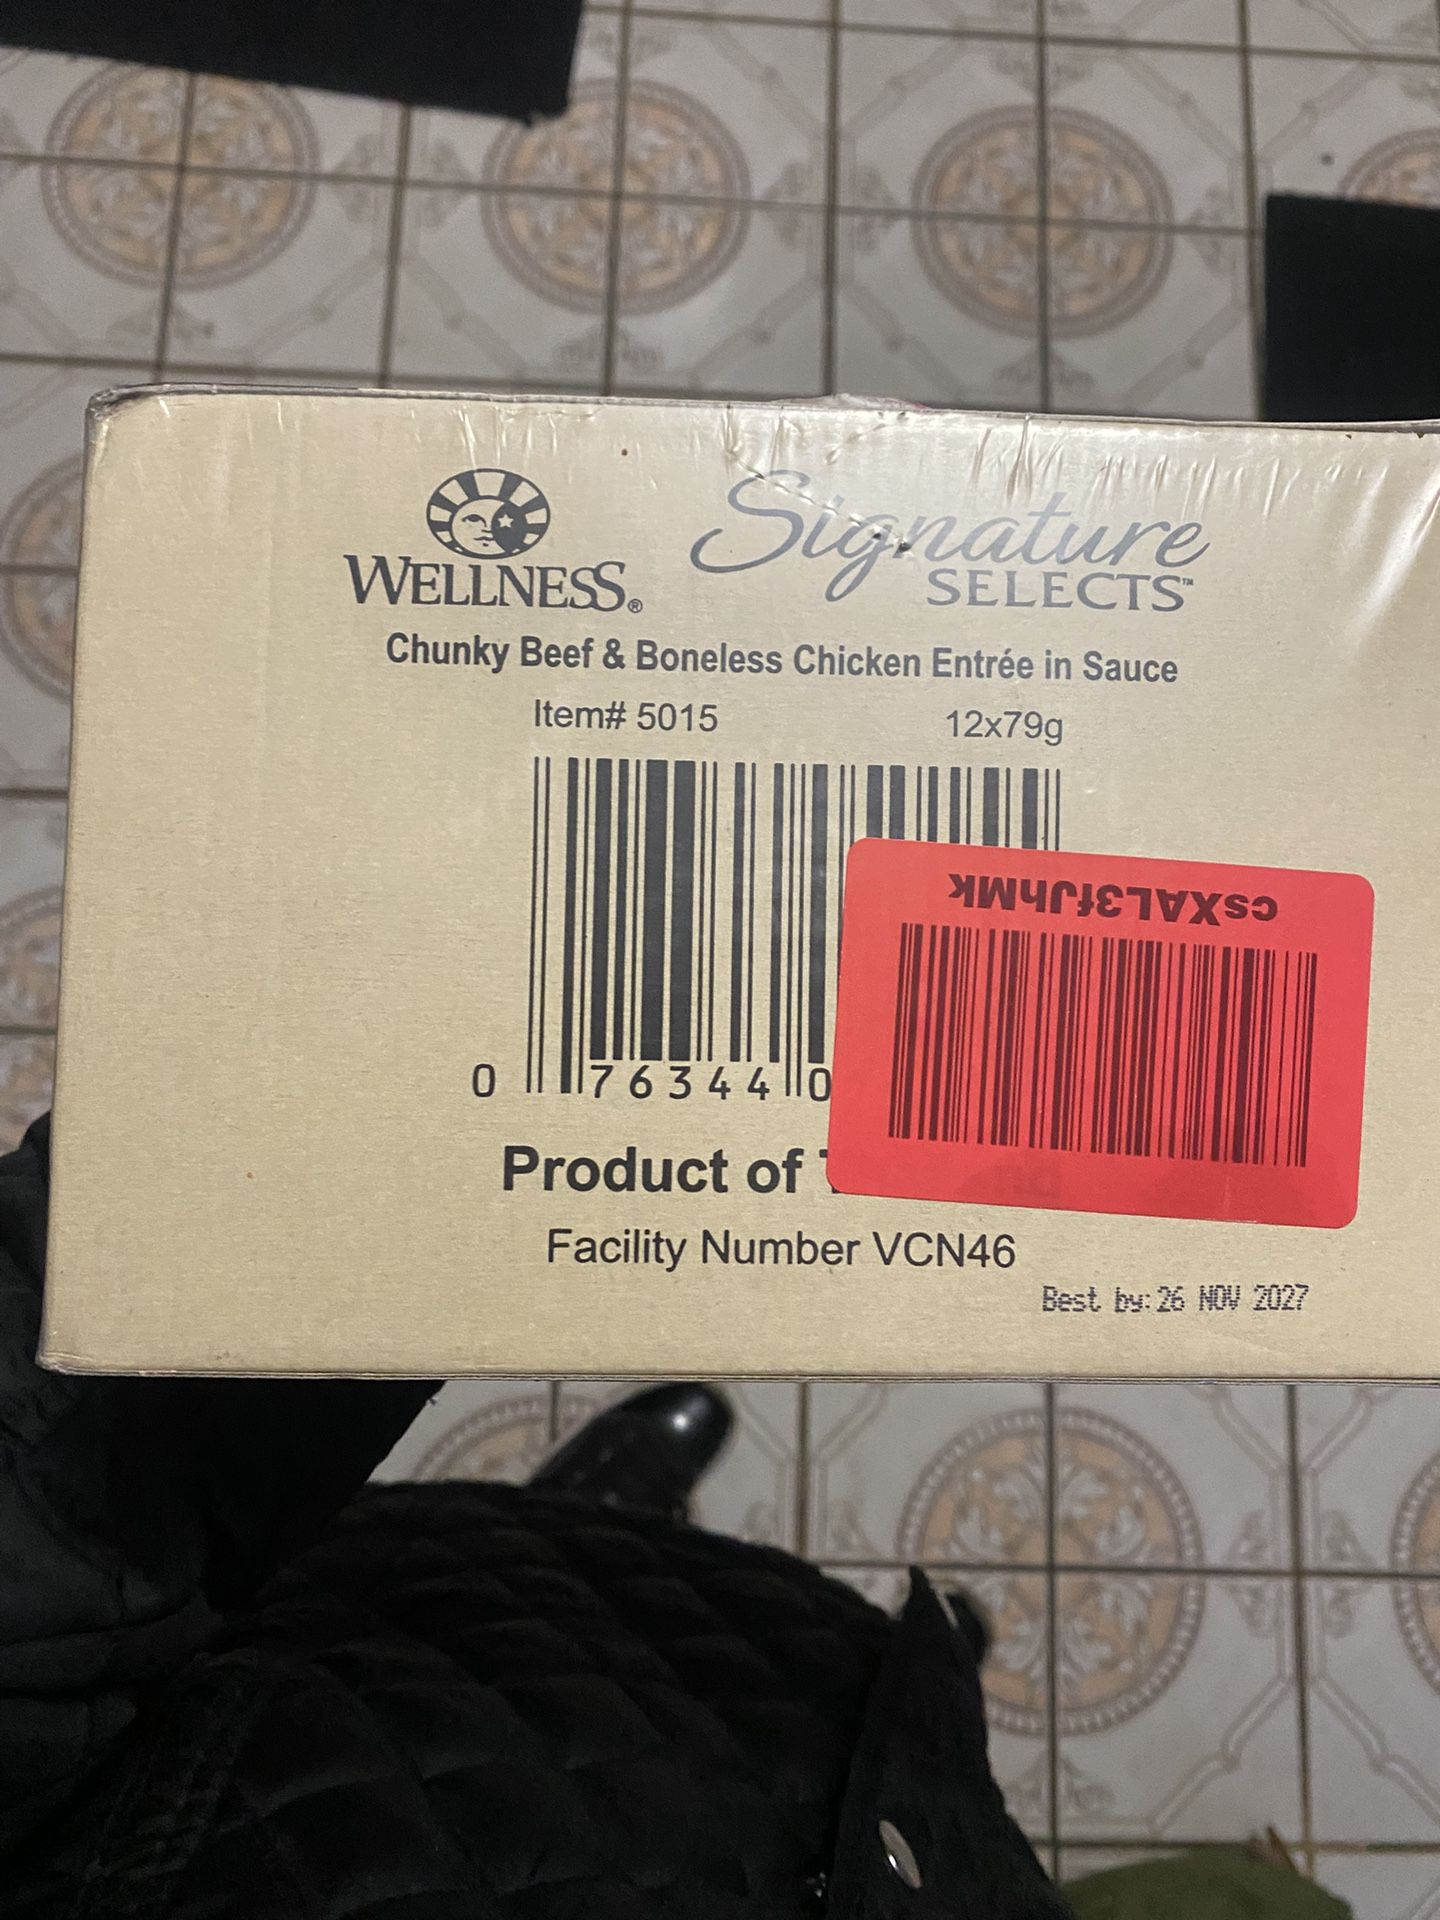 WELLNESS®
Signature
SELECTS™
Chunky Beef & Boneless Chicken Entrée in Sauce
Item# 5015 12x79g
csXAL3fJhMk
0 76344 0
Product of
Facility Number VCN46
Best by: 26 NOV 2027